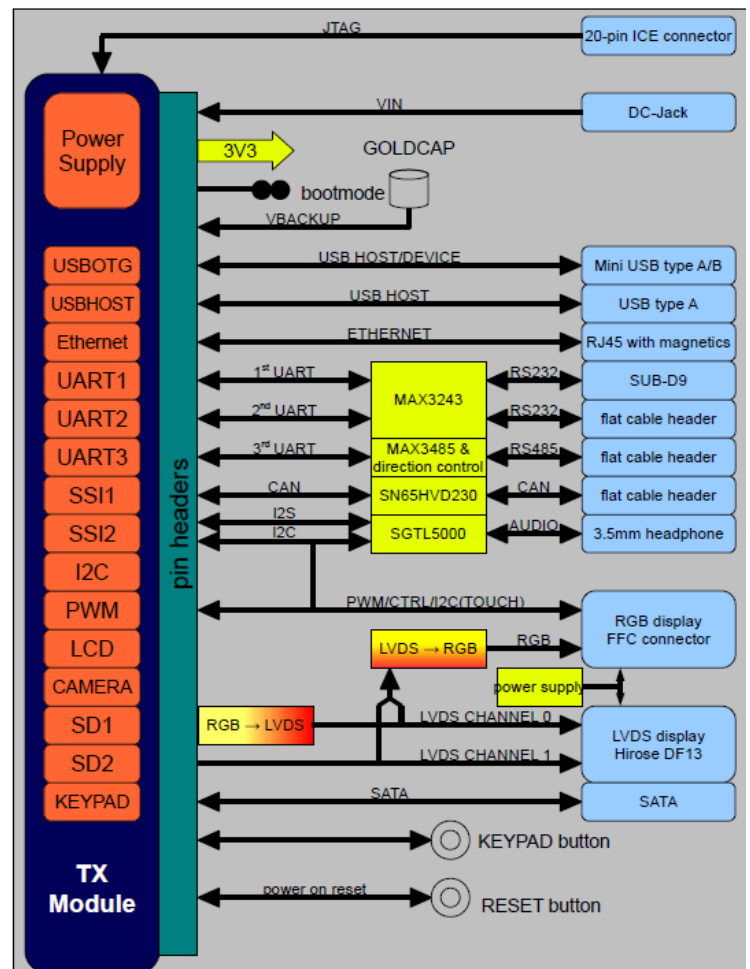 JTAG
20-pin ICE connector
VIN
DC-Jack
Power
Supply
3V3
GOLDCAP
bootmode
VBACKUP
USBOTG
USB HOST/DEVICE
Mini USB type A/B
USBHOST
USB HOST
USB type A
Ethernet
ETHERNET
RJ45 with magnetics
UART1
1st UART
MAX3243
RS232
SUB-D9
UART2
2nd UART
RS232
flat cable header
UART3
3rd UART
MAX3485 &
direction control
RS485
flat cable header
SSI1
CAN
SN65HVD230
CAN
flat cable header
SSI2
I2S
I2C
SGTL5000
AUDIO
3.5mm headphone
pin headers
I2C
PWM
PWM/CTRL/I2C(TOUCH)
RGB display
FFC connector
LCD
LVDS → RGB
RGB
CAMERA
power supply
SD1
RGB → LVDS
LVDS CHANNEL 0
LVDS display
Hirose DF13
SD2
LVDS CHANNEL 1
KEYPAD
SATA
SATA
KEYPAD button
TX
Module
power on reset
RESET button